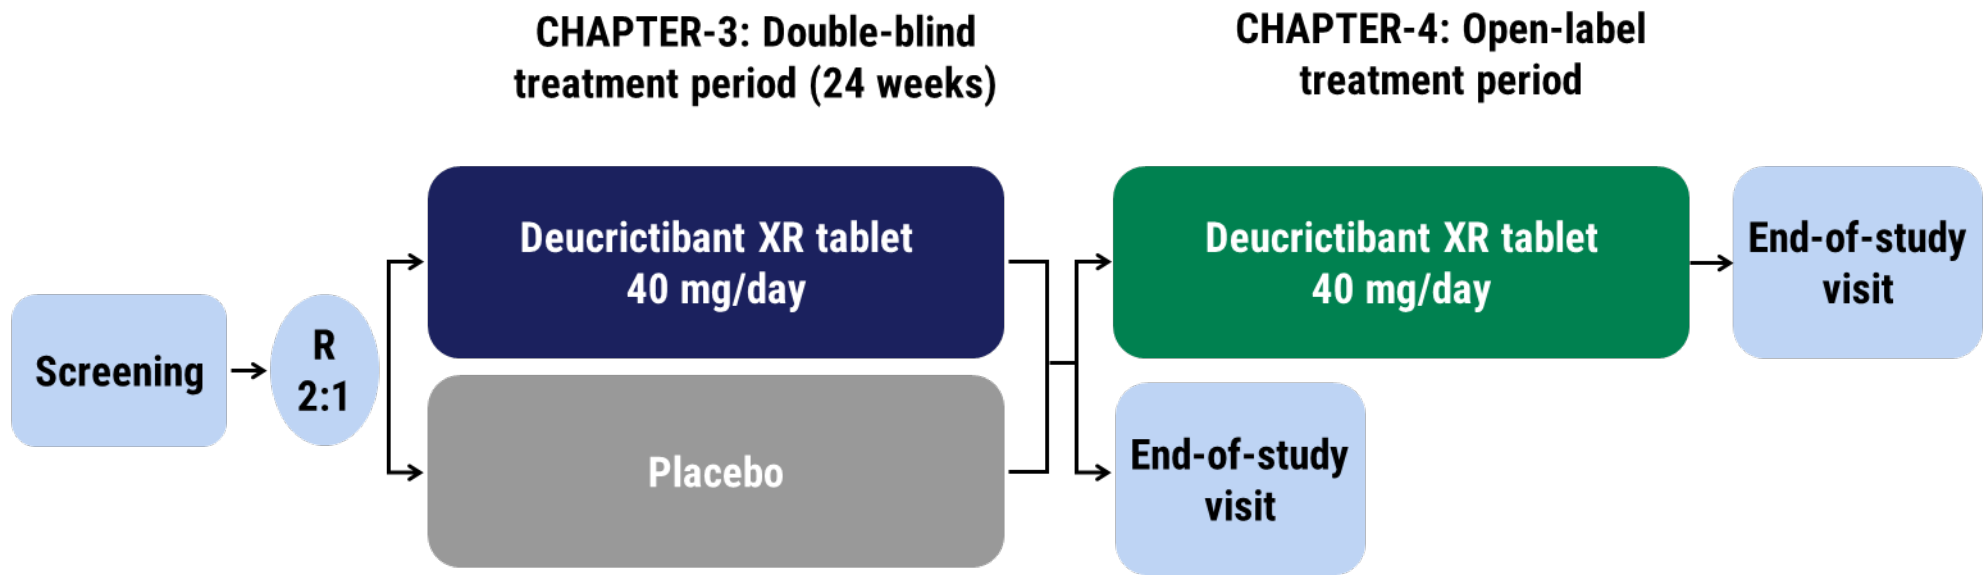 CHAPTER-3: Double-blind
treatment period (24 weeks)
CHAPTER-4: Open-label
treatment period
Screening
R
2:1
Deucrictibant XR tablet
40 mg/day
Placebo
Deucrictibant XR tablet
40 mg/day
End-of-study
visit
End-of-study
visit